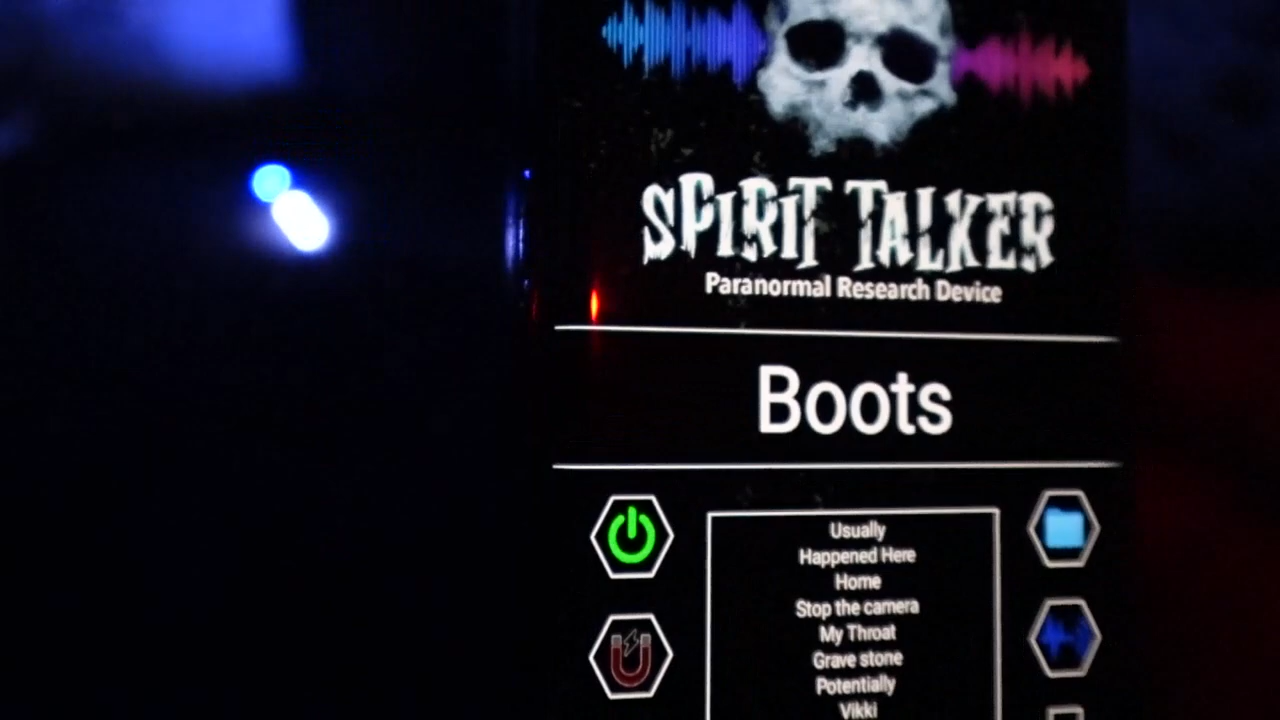 SPIRIT TALKER
Paranormal Research Device
Boots
Usually
Happened Here
Home
Stop the camera
My Throat
Grave stone
Potentially
Vikki